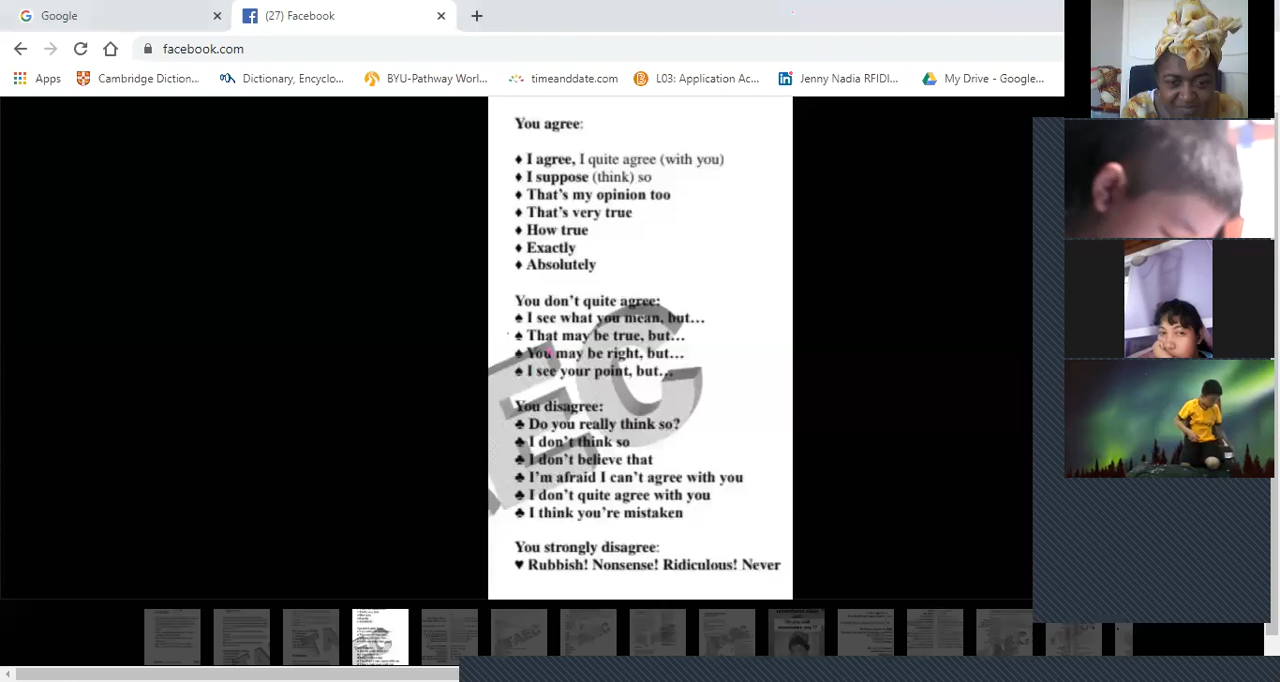 Google
(27) Facebook
facebook.com
Apps
Cambridge Diction...
Dictionary, Encyclo...
BYU-Pathway Worl...
timeanddate.com
L03: Application Ac...
Jenny Nadia RFIDI...
My Drive - Google...
You agree:
♦ I agree, I quite agree (with you)
♦ I suppose (think) so
♦ That's my opinion too
♦ That's very true
♦ How true
♦ Exactly
♦ Absolutely
You don't quite agree:
♠ I see what you mean, but…
♠ That may be true, but…
♠ You may be right, but…
♠ I see your point, but…
You disagree:
♣ Do you really think so?
♣ I don't think so
♣ I don't believe that
♣ I'm afraid I can't agree with you
♣ I don't quite agree with you
♣ I think you're mistaken
You strongly disagree:
♥ Rubbish! Nonsense! Ridiculous! Never